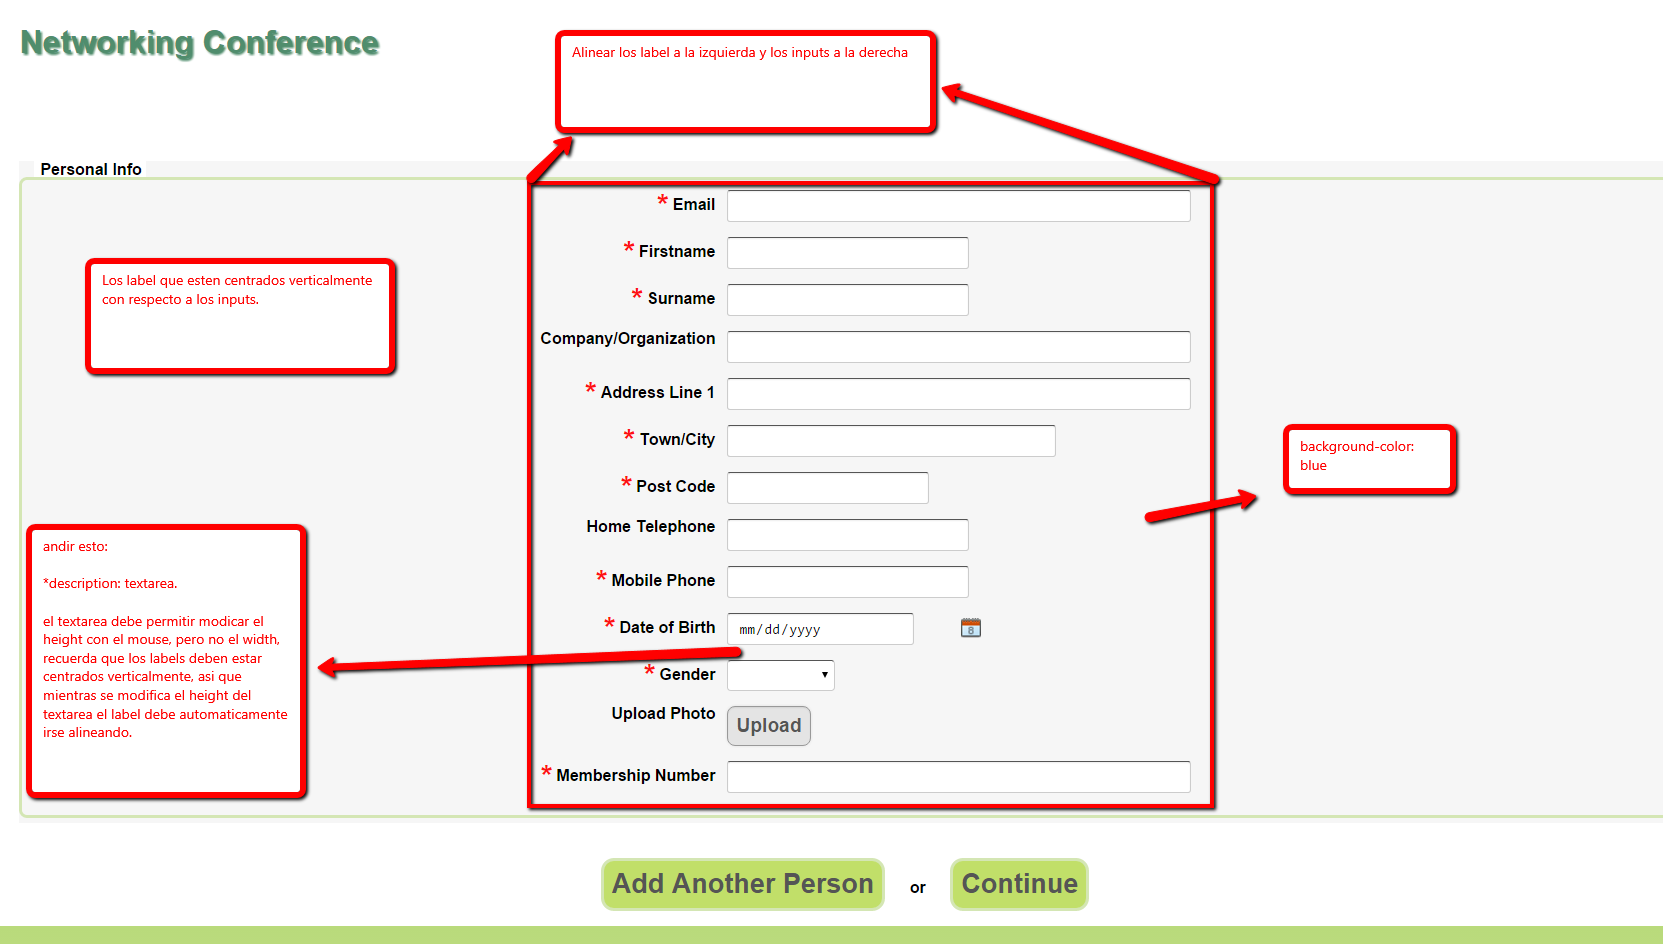 Networking Conference
Alinear los label a la izquierda y los inputs a la derecha
Personal Info
* Email
* Firstname
Los label que esten centrados verticalmente
con respecto a los inputs.
* Surname
Company/Organization
* Address Line 1
* Town/City
background-color:
blue
* Post Code
Home Telephone
andir esto:
*description: textarea.
el textarea debe permitir modicar el
height con el mouse, pero no el width,
recuerda que los labels deben estar
centrados verticalmente, asi que
mientras se modifica el height del
textarea el label debe automaticamente
irse alineando.
* Mobile Phone
* Date of Birth mm/dd/yyyy 8
* Gender
Upload Photo Upload
* Membership Number
Add Another Person or Continue